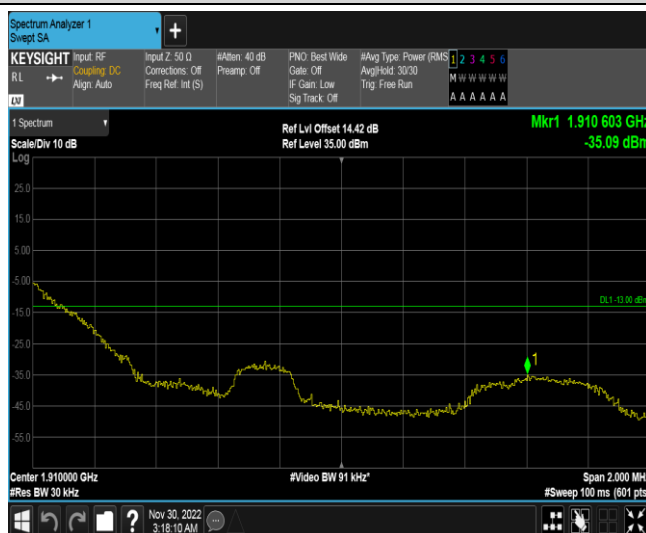 Spectrum Analyzer 1
Swept SA
+
KEYSIGHT
RL
LXI
Input: RF
Coupling: DC
Align: Auto
Input Z: 50 Ω
Corrections: Off
Freq Ref: Int (S)
#Atten: 40 dB
Preamp: Off
PNO: Best Wide
Gate: Off
IF Gain: Low
Sig Track: Off
#Avg Type: Power (RMS
Avg|Hold: 30/30
Trig: Free Run
1 2 3 4 5 6
M W W W W W
A A A A A A
1 Spectrum
Scale/Div 10 dB
Log
Ref Lvl Offset 14.42 dB
Ref Level 35.00 dBm
Mkr1 1.910 603 GHz
-35.09 dBm
25.0
15.0
5.00
-5.00
DL1 -13.00 dBm
-15.0
-25.0
-35.0
1
-45.0
-55.0
Center 1.910000 GHz
#Res BW 30 kHz
#Video BW 91 kHz*
Span 2.000 MHz
#Sweep 100 ms (601 pts
?
Nov 30, 2022
3:18:10 AM